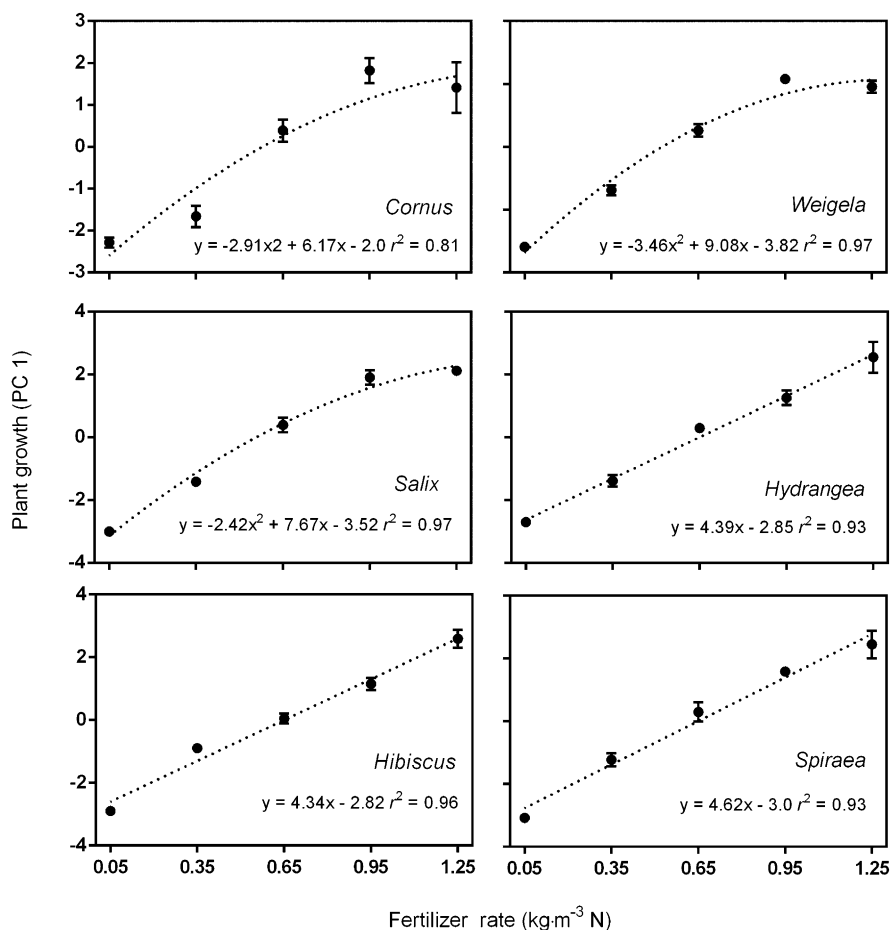 3
2
1
0
-1
-2
-3
Cornus
y = -2.91x2 + 6.17x - 2.0 r² = 0.81
Weigela
y = -3.46x² + 9.08x - 3.82 r² = 0.97
Plant growth (PC 1)
4
2
0
-2
-4
Salix
y = -2.42x² + 7.67x - 3.52 r² = 0.97
Hydrangea
y = 4.39x - 2.85 r² = 0.93
4
2
0
-2
-4
Hibiscus
y = 4.34x - 2.82 r² = 0.96
Spiraea
y = 4.62x - 3.0 r² = 0.93
0.05 0.35 0.65 0.95 1.25
0.05 0.35 0.65 0.95 1.25
Fertilizer rate (kg·m⁻³ N)